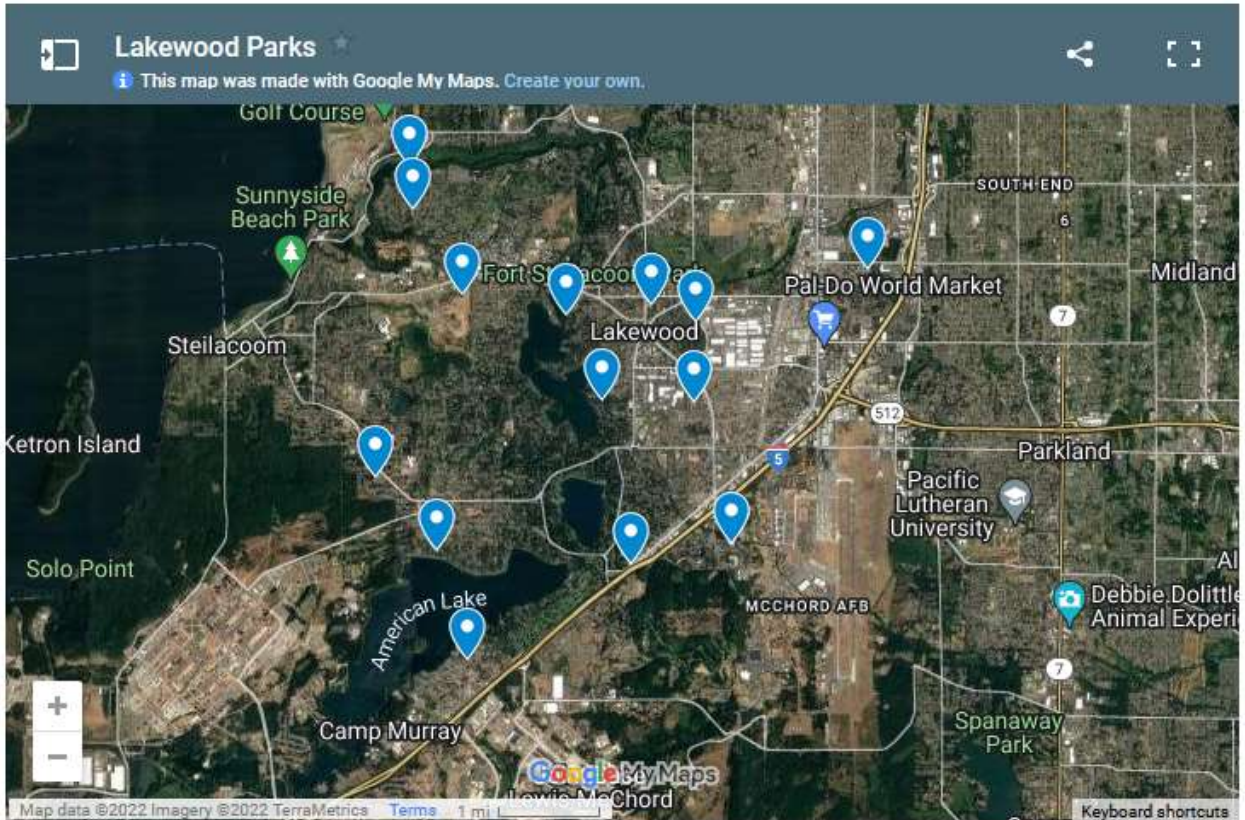 Lakewood Parks
This map was made with Google My Maps. Create your own.
Golf Course
SOUTH END
Sunnyside
Beach Park
6
Midland
Pal-Do World Market
7
Lakewood
Steilacoom
512
Ketron Island
Parkland
5
Pacific
Lutheran
University
Solo Point
American Lake
MCCHORD AFB
Debbie Dolittle
Animal Experi
7
Spanaway
Park
Camp Murray
Google My Maps
Lewis McChord
Map data ©2022 Imagery ©2022 TerraMetrics Terms 1 mi
Keyboard shortcuts